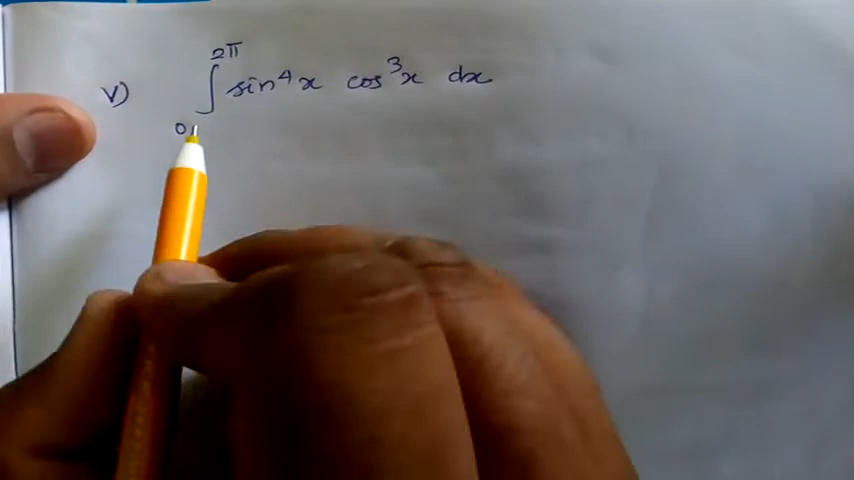 v) ∫₀^2π sin⁴x cos³x dx